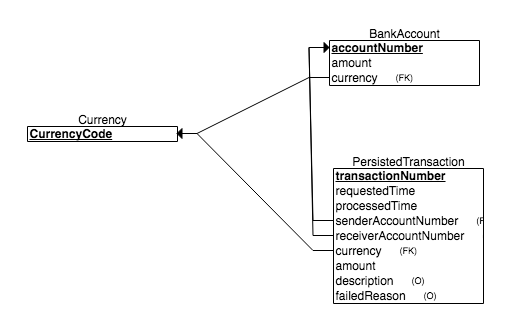 BankAccount
accountNumber
amount
currency (FK)
Currency
CurrencyCode
PersistedTransaction
transactionNumber
requestedTime
processedTime
senderAccountNumber (F
receiverAccountNumber
currency (FK)
amount
description (O)
failedReason (O)